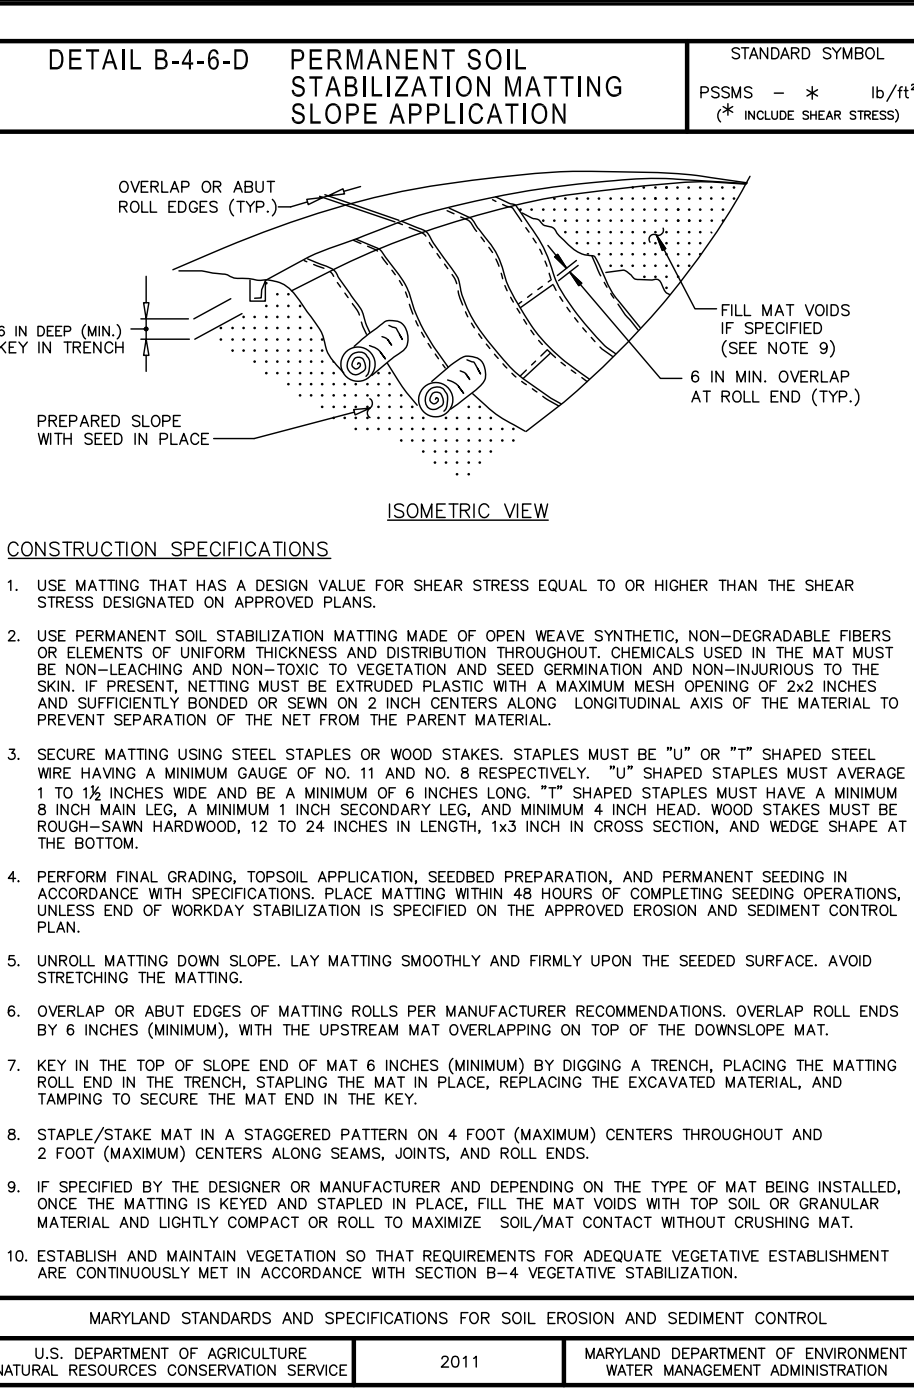 DETAIL B-4-6-D PERMANENT SOIL
STABILIZATION MATTING
SLOPE APPLICATION
STANDARD SYMBOL
PSSMS – * lb/ft²
(* INCLUDE SHEAR STRESS)
OVERLAP OR ABUT
ROLL EDGES (TYP.)
6 IN DEEP (MIN.)
KEY IN TRENCH
PREPARED SLOPE
WITH SEED IN PLACE
FILL MAT VOIDS
IF SPECIFIED
(SEE NOTE 9)
6 IN MIN. OVERLAP
AT ROLL END (TYP.)
ISOMETRIC VIEW
CONSTRUCTION SPECIFICATIONS
1. USE MATTING THAT HAS A DESIGN VALUE FOR SHEAR STRESS EQUAL TO OR HIGHER THAN THE SHEAR
STRESS DESIGNATED ON APPROVED PLANS.
2. USE PERMANENT SOIL STABILIZATION MATTING MADE OF OPEN WEAVE SYNTHETIC, NON–DEGRADABLE FIBERS
OR ELEMENTS OF UNIFORM THICKNESS AND DISTRIBUTION THROUGHOUT. CHEMICALS USED IN THE MAT MUST
BE NON–LEACHING AND NON–TOXIC TO VEGETATION AND SEED GERMINATION AND NON–INJURIOUS TO THE
SKIN. IF PRESENT, NETTING MUST BE EXTRUDED PLASTIC WITH A MAXIMUM MESH OPENING OF 2x2 INCHES
AND SUFFICIENTLY BONDED OR SEWN ON 2 INCH CENTERS ALONG LONGITUDINAL AXIS OF THE MATERIAL TO
PREVENT SEPARATION OF THE NET FROM THE PARENT MATERIAL.
3. SECURE MATTING USING STEEL STAPLES OR WOOD STAKES. STAPLES MUST BE "U" OR "T" SHAPED STEEL
WIRE HAVING A MINIMUM GAUGE OF NO. 11 AND NO. 8 RESPECTIVELY. "U" SHAPED STAPLES MUST AVERAGE
1 TO 1½ INCHES WIDE AND BE A MINIMUM OF 6 INCHES LONG. "T" SHAPED STAPLES MUST HAVE A MINIMUM
8 INCH MAIN LEG, A MINIMUM 1 INCH SECONDARY LEG, AND MINIMUM 4 INCH HEAD. WOOD STAKES MUST BE
ROUGH–SAWN HARDWOOD, 12 TO 24 INCHES IN LENGTH, 1x3 INCH IN CROSS SECTION, AND WEDGE SHAPE AT
THE BOTTOM.
4. PERFORM FINAL GRADING, TOPSOIL APPLICATION, SEEDBED PREPARATION, AND PERMANENT SEEDING IN
ACCORDANCE WITH SPECIFICATIONS. PLACE MATTING WITHIN 48 HOURS OF COMPLETING SEEDING OPERATIONS,
UNLESS END OF WORKDAY STABILIZATION IS SPECIFIED ON THE APPROVED EROSION AND SEDIMENT CONTROL
PLAN.
5. UNROLL MATTING DOWN SLOPE. LAY MATTING SMOOTHLY AND FIRMLY UPON THE SEEDED SURFACE. AVOID
STRETCHING THE MATTING.
6. OVERLAP OR ABUT EDGES OF MATTING ROLLS PER MANUFACTURER RECOMMENDATIONS. OVERLAP ROLL ENDS
BY 6 INCHES (MINIMUM), WITH THE UPSTREAM MAT OVERLAPPING ON TOP OF THE DOWNSLOPE MAT.
7. KEY IN THE TOP OF SLOPE END OF MAT 6 INCHES (MINIMUM) BY DIGGING A TRENCH, PLACING THE MATTING
ROLL END IN THE TRENCH, STAPLING THE MAT IN PLACE, REPLACING THE EXCAVATED MATERIAL, AND
TAMPING TO SECURE THE MAT END IN THE KEY.
8. STAPLE/STAKE MAT IN A STAGGERED PATTERN ON 4 FOOT (MAXIMUM) CENTERS THROUGHOUT AND
2 FOOT (MAXIMUM) CENTERS ALONG SEAMS, JOINTS, AND ROLL ENDS.
9. IF SPECIFIED BY THE DESIGNER OR MANUFACTURER AND DEPENDING ON THE TYPE OF MAT BEING INSTALLED,
ONCE THE MATTING IS KEYED AND STAPLED IN PLACE, FILL THE MAT VOIDS WITH TOP SOIL OR GRANULAR
MATERIAL AND LIGHTLY COMPACT OR ROLL TO MAXIMIZE SOIL/MAT CONTACT WITHOUT CRUSHING MAT.
10. ESTABLISH AND MAINTAIN VEGETATION SO THAT REQUIREMENTS FOR ADEQUATE VEGETATIVE ESTABLISHMENT
ARE CONTINUOUSLY MET IN ACCORDANCE WITH SECTION B–4 VEGETATIVE STABILIZATION.
MARYLAND STANDARDS AND SPECIFICATIONS FOR SOIL EROSION AND SEDIMENT CONTROL
U.S. DEPARTMENT OF AGRICULTURE
NATURAL RESOURCES CONSERVATION SERVICE
2011
MARYLAND DEPARTMENT OF ENVIRONMENT
WATER MANAGEMENT ADMINISTRATION